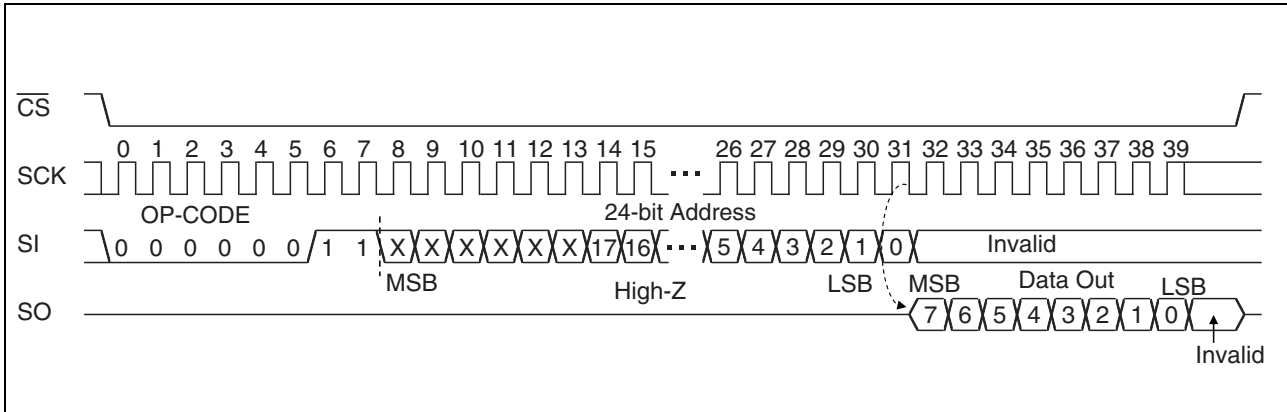 CS
0 1 2 3 4 5 6 7 8 9 10 11 12 13 14 15 26 27 28 29 30 31 32 33 34 35 36 37 38 39
SCK ...
OP-CODE 24-bit Address
SI 0 0 0 0 0 0 1 1 X X X X X X 17 16 ... 5 4 3 2 1 0 Invalid
MSB High-Z LSB MSB Data Out LSB
SO 7 6 5 4 3 2 1 0
Invalid